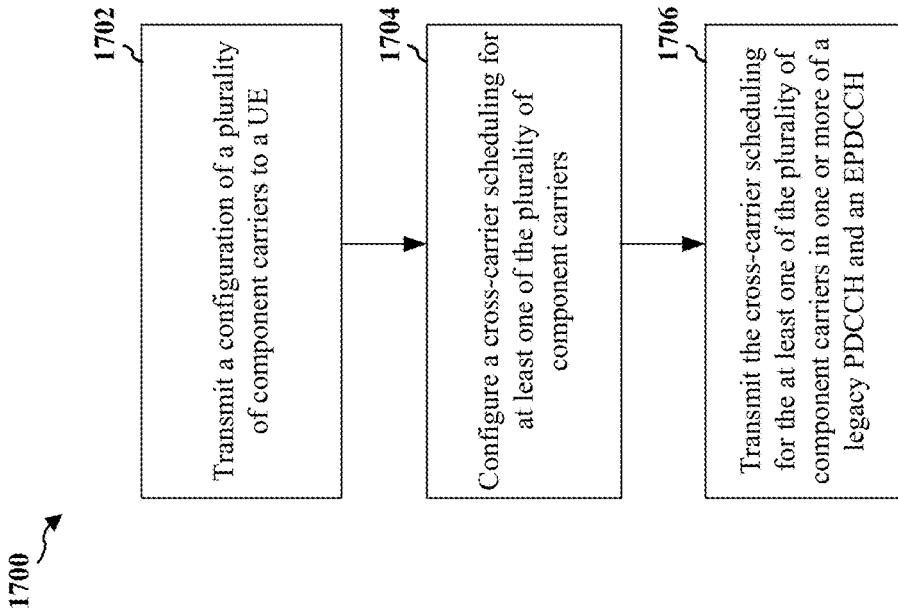 1700
1702
Transmit a configuration of a plurality
of component carriers to a UE
1704
Configure a cross-carrier scheduling for
at least one of the plurality of
component carriers
1706
Transmit the cross-carrier scheduling
for the at least one of the plurality of
component carriers in one or more of a
legacy PDCCH and an EPDCCH